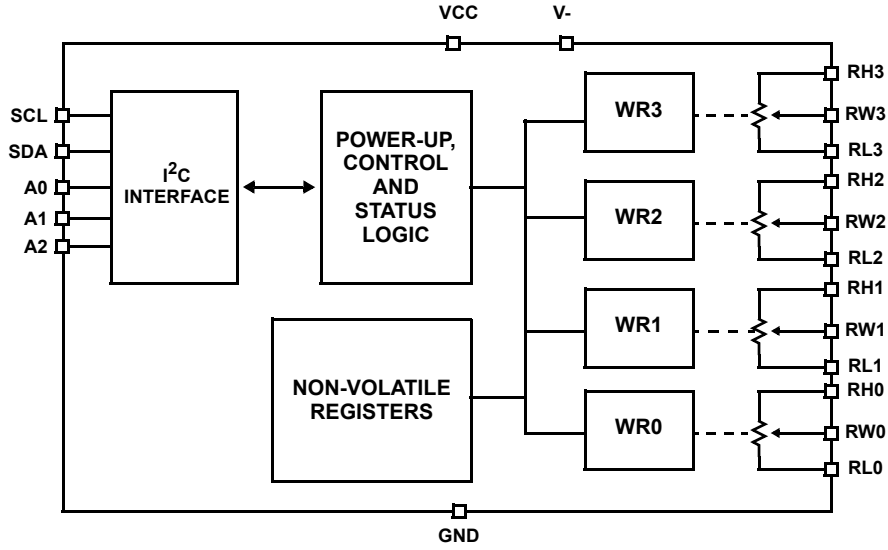 VCC
V-
SCL
SDA
A0
A1
A2
I²C
INTERFACE
POWER-UP,
CONTROL
AND
STATUS
LOGIC
NON-VOLATILE
REGISTERS
WR3
WR2
WR1
WR0
RH3
RW3
RL3
RH2
RW2
RL2
RH1
RW1
RL1
RH0
RW0
RL0
GND